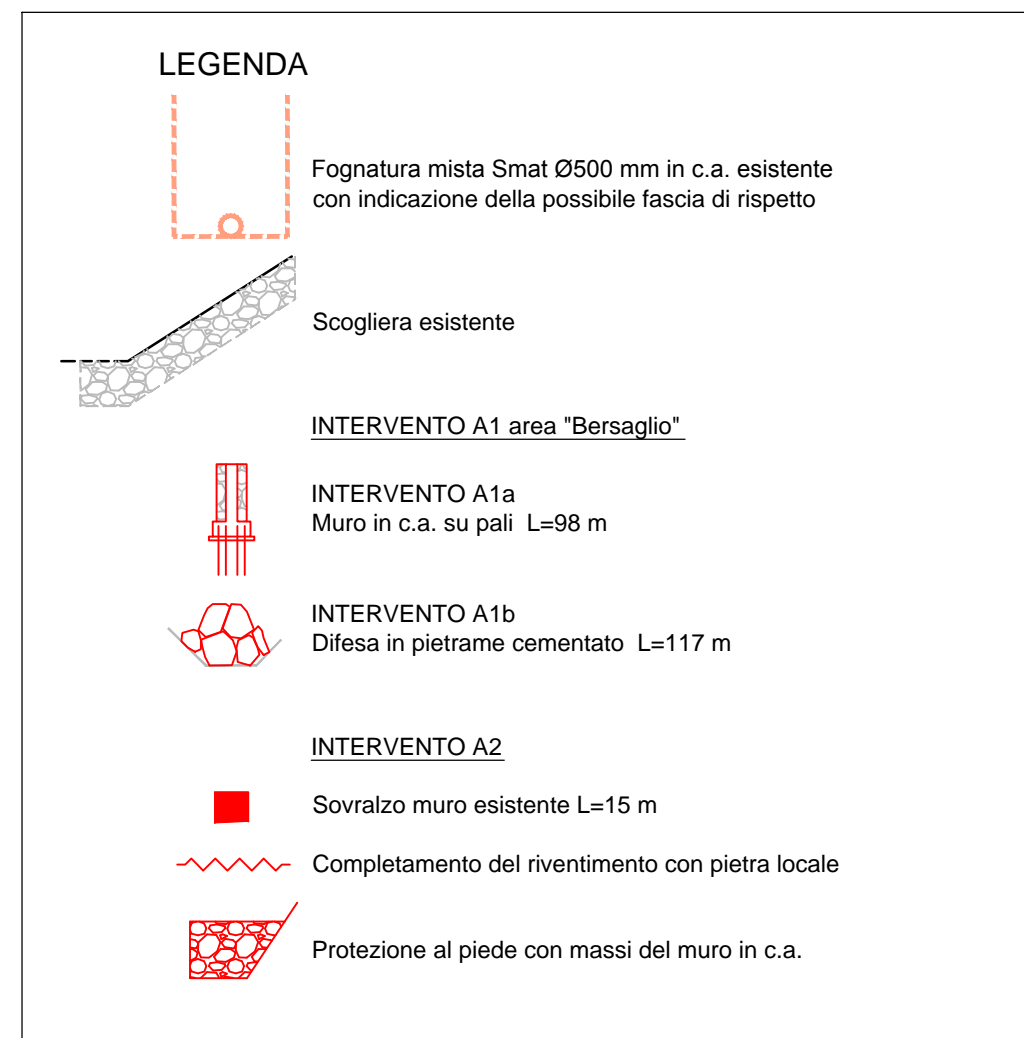 LEGENDA
Fognatura mista Smat Ø500 mm in c.a. esistente
con indicazione della possibile fascia di rispetto
Scogliera esistente
INTERVENTO A1 area "Bersaglio"
INTERVENTO A1a
Muro in c.a. su pali L=98 m
INTERVENTO A1b
Difesa in pietrame cementato L=117 m
INTERVENTO A2
Sovralzo muro esistente L=15 m
Completamento del riventimento con pietra locale
Protezione al piede con massi del muro in c.a.